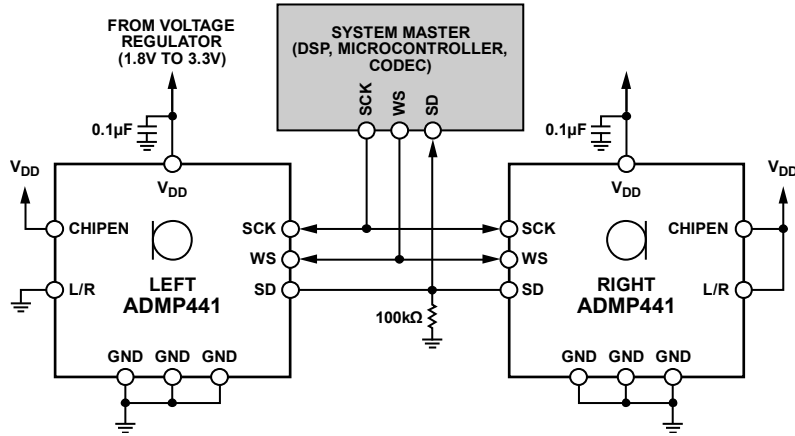 FROM VOLTAGE
REGULATOR
(1.8V TO 3.3V)
SYSTEM MASTER
(DSP, MICROCONTROLLER,
CODEC)
SCK
WS
SD
0.1µF
0.1µF
VDD
VDD
VDD
VDD
CHIPEN
SCK
SCK
CHIPEN
WS
WS
L/R
LEFT
ADMP441
SD
SD
RIGHT
ADMP441
L/R
100kΩ
GND
GND
GND
GND
GND
GND